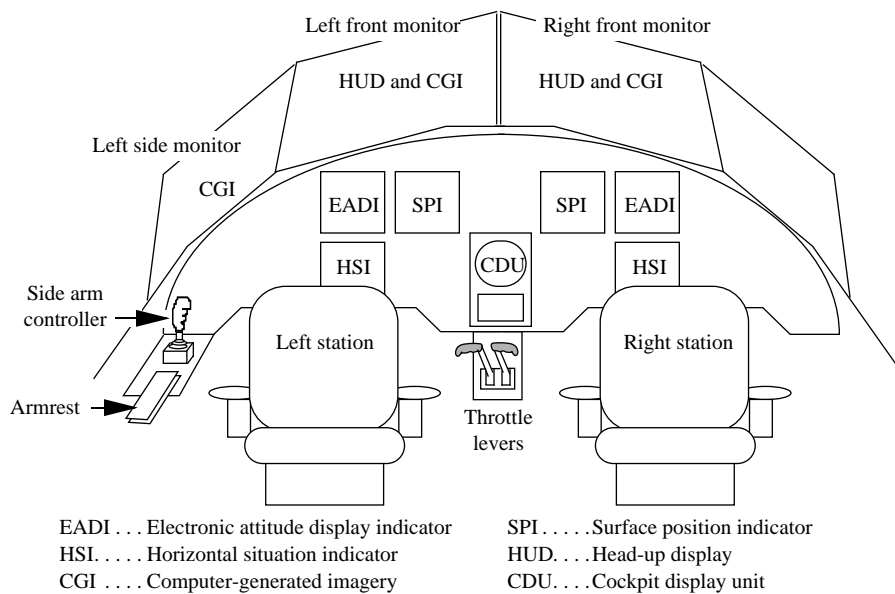 Left front monitor
Right front monitor
HUD and CGI
HUD and CGI
Left side monitor
CGI
EADI
SPI
SPI
EADI
HSI
CDU
HSI
Side arm
controller
Left station
Right station
Armrest
Throttle
levers
EADI . . . Electronic attitude display indicator
HSI. . . . . Horizontal situation indicator
CGI . . . . Computer-generated imagery
SPI . . . . . Surface position indicator
HUD. . . . Head-up display
CDU. . . . Cockpit display unit